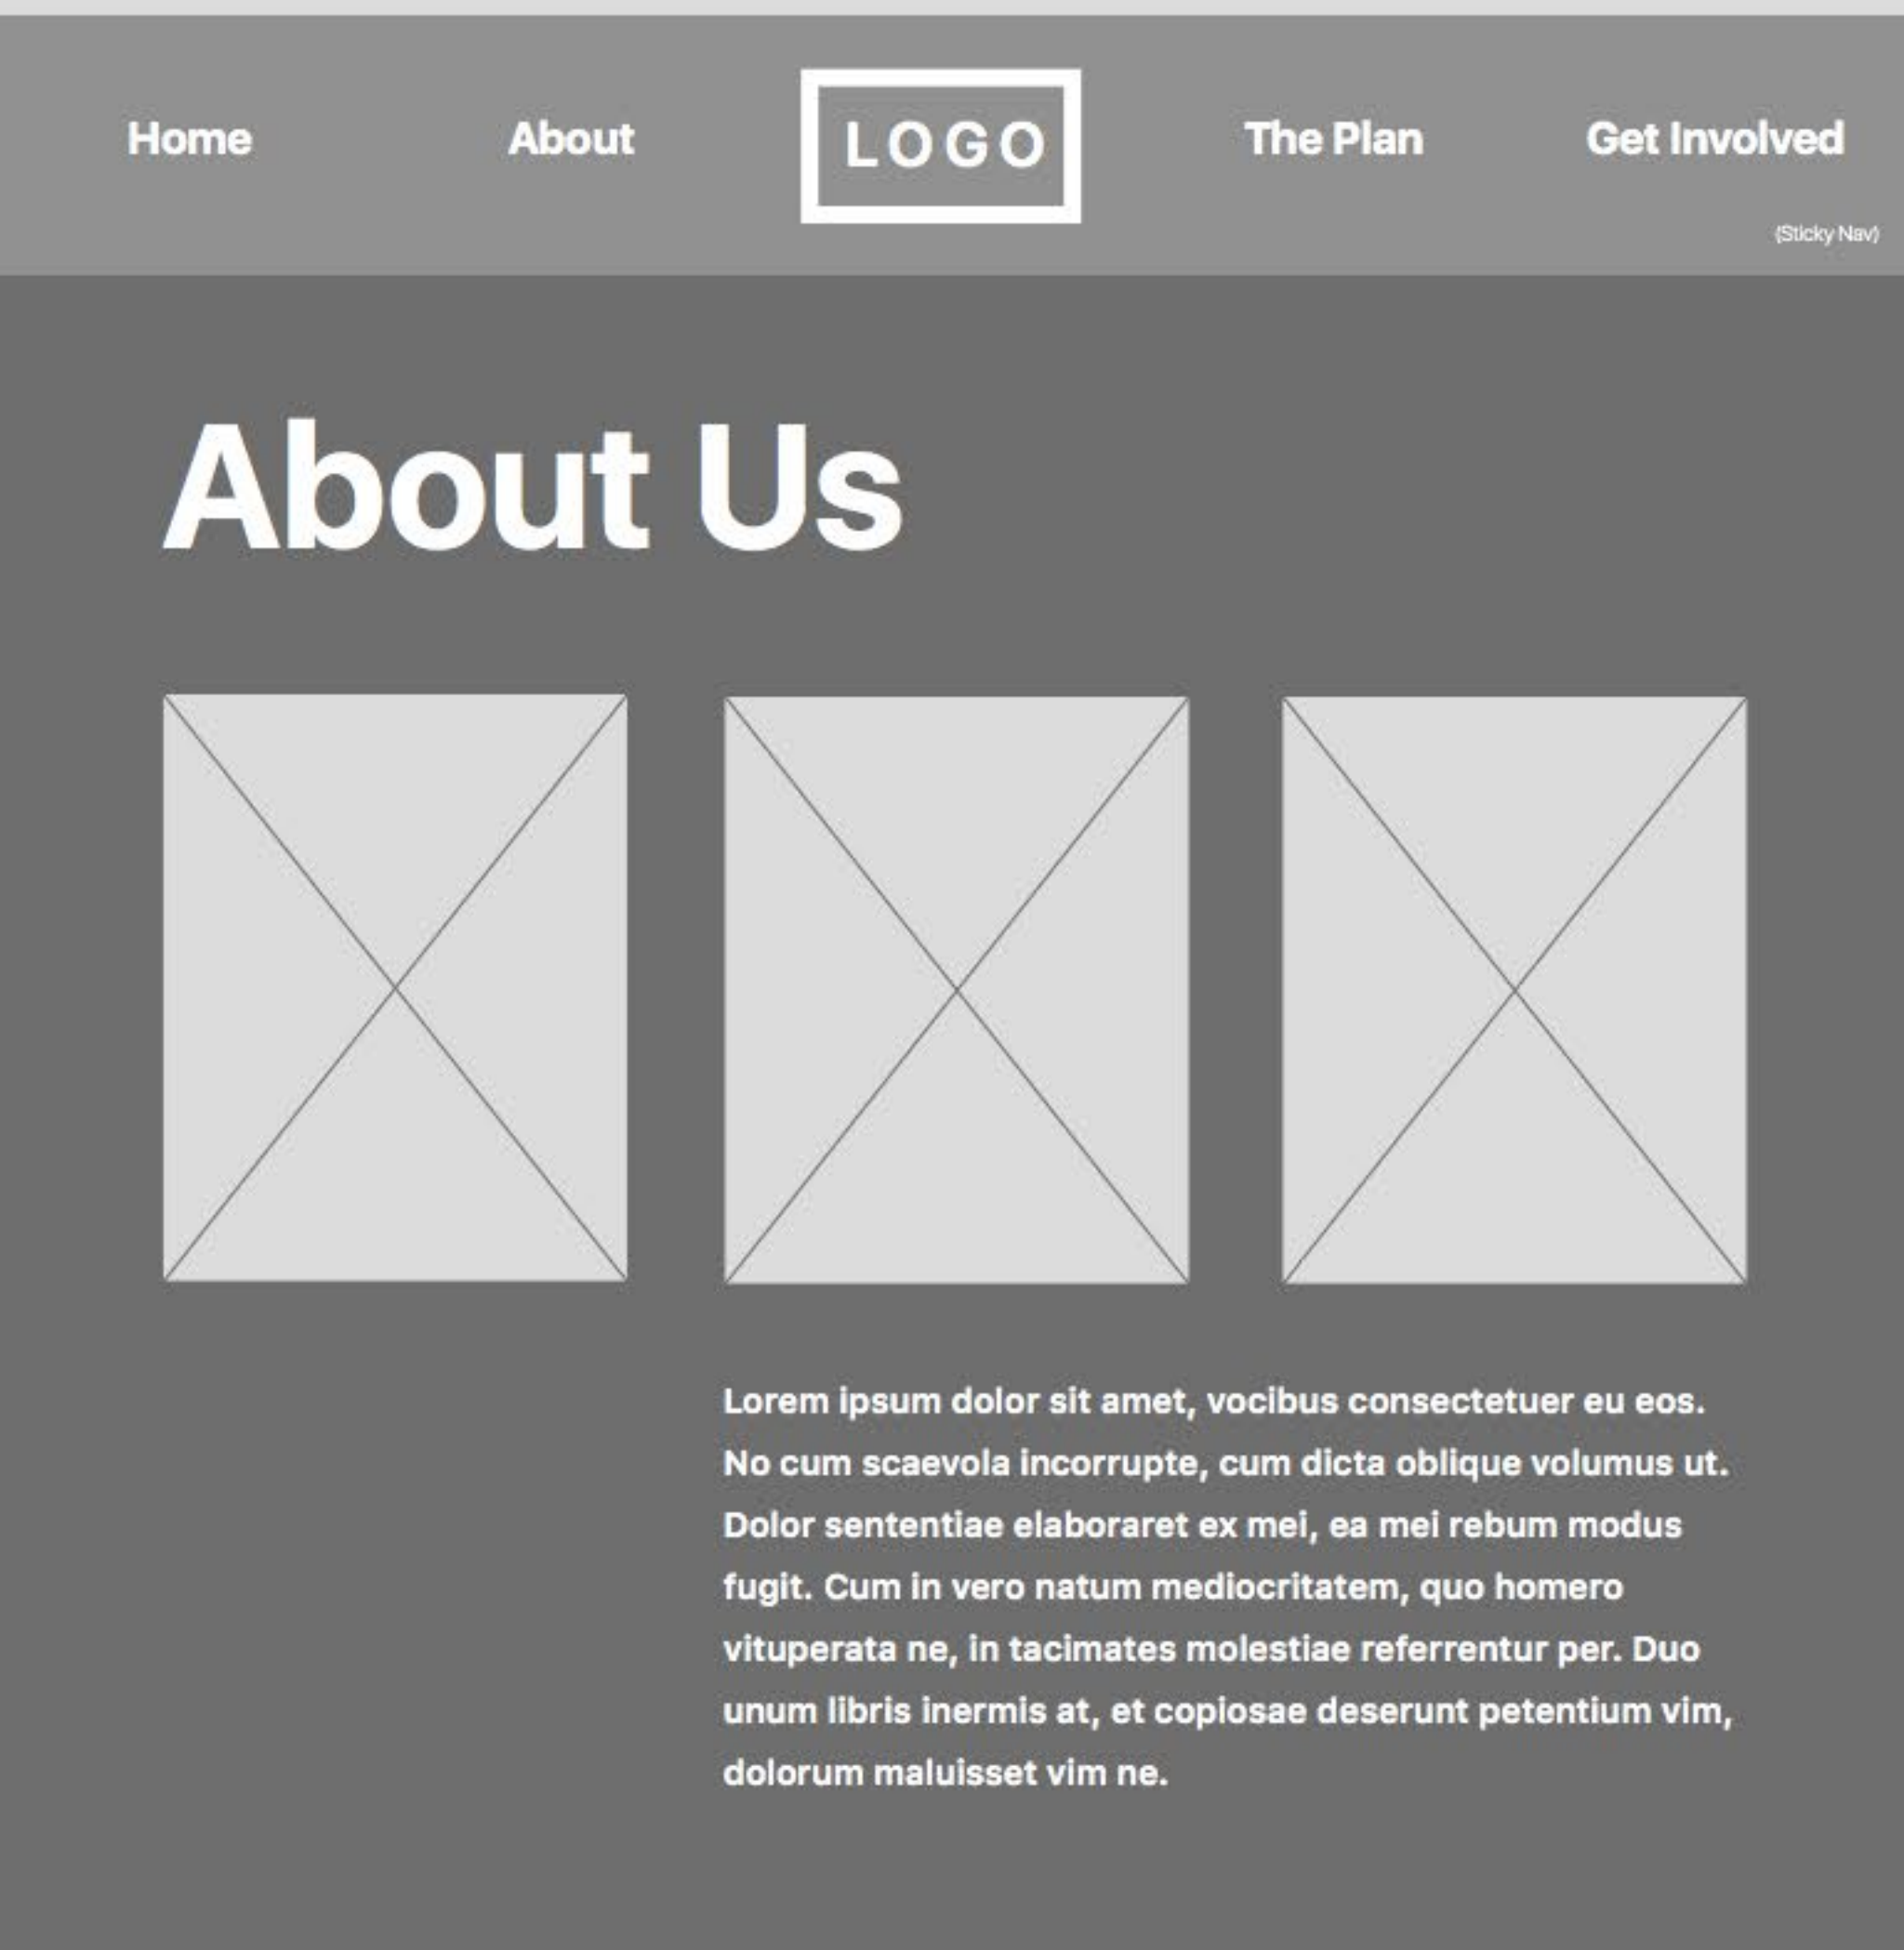 Home About LOGO The Plan Get Involved
(Sticky Nav)
About Us
Lorem ipsum dolor sit amet, vocibus consectetuer eu eos.
No cum scaevola incorrupte, cum dicta oblique volumus ut.
Dolor sententiae elaboraret ex mei, ea mei rebum modus
fugit. Cum in vero natum mediocritatem, quo homero
vituperata ne, in tacimates molestiae referrentur per. Duo
unum libris inermis at, et copiosae deserunt petentium vim,
dolorum maluisset vim ne.